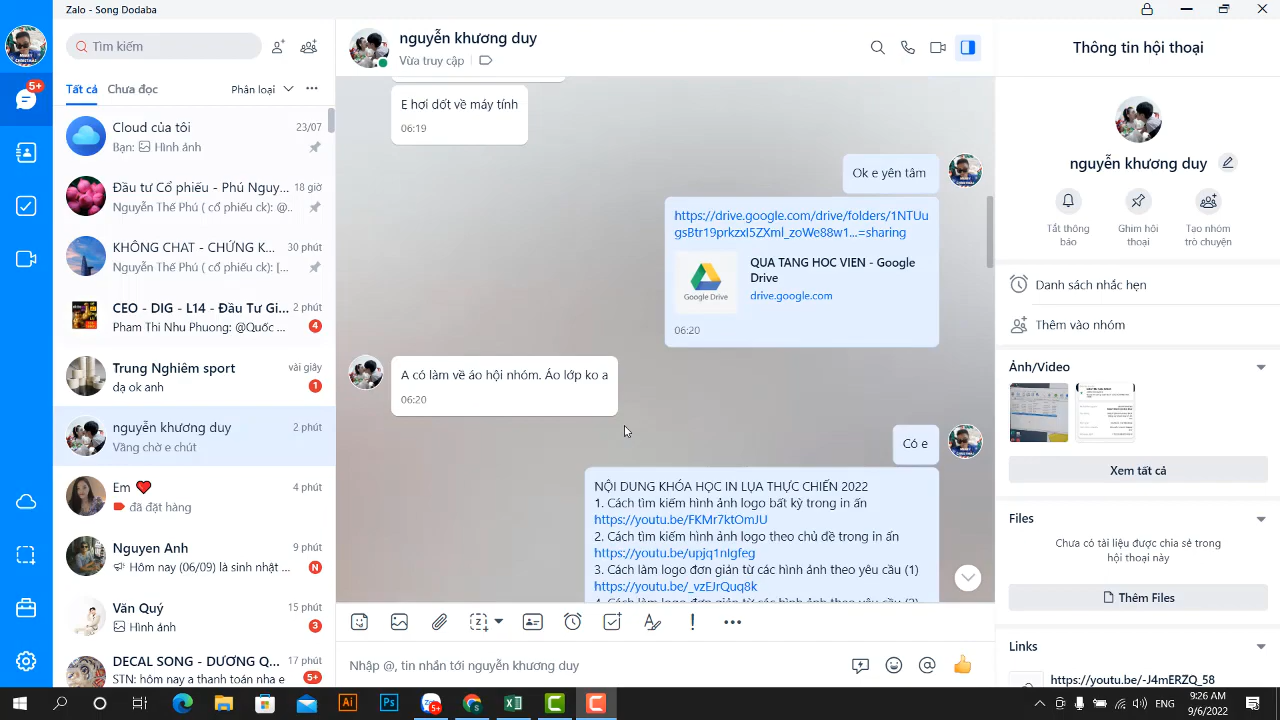 Zalo - Song Dodaba
Tìm kiếm
Tất cả
Chưa đọc
Phân loại
5+
Cloud của tôi
23/07
Bạn: Hình ảnh
Đầu tư Cổ phiếu - Phú Nguy...
18 giờ
Nguyễn Thế Phú ( cổ phiếu ck): @..
KHÔNG CHAT - CHỨNG K...
30 phút
Nguyễn Thế Phú ( cổ phiếu ck): [...
CEO - DIG - L14 - Đầu Tư Gi...
2 phút
Pham Thi Nhu Phuong: @Quốc ...
4
Trung Nghiêm sport
vài giây
da ok anh
1
nguyễn khương duy
2 phút
Vâng chờ e chút
Em
4 phút
đã đặt hàng
Nguyen Anh
9 phút
Hôm nay (06/09) là sinh nhật ...
N
Văn Quý
15 phút
Hình ảnh
3
DECAL SONG - DƯƠNG Q...
17 phút
STN: hôm nay a thanh toán nha e
5+
nguyễn khương duy
Vừa truy cập
E hơi dốt về máy tính
06:19
Ok e yên tâm
https://drive.google.com/drive/folders/1NTUu
gsBtr19prkzxI5ZXml_zoWe88w1...=sharing
QUA TANG HOC VIEN - Google
Drive
drive.google.com
Google Drive
06:20
A có làm về áo hội nhóm. Áo lớp ko a
06:20
Có e
NỘI DUNG KHÓA HỌC IN LỤA THỰC CHIẾN 2022
1. Cách tìm kiếm hình ảnh logo bất kỳ trong in ấn
https://youtu.be/FKMr7ktOmJU
2. Cách tìm kiếm hình ảnh logo theo chủ đề trong in ấn
https://youtu.be/upjq1nIgfeg
3. Cách làm logo đơn giản từ các hình ảnh theo yêu cầu (1)
https://youtu.be/_vzEJrQuq8k
Nhập @, tin nhắn tới nguyễn khương duy
Thông tin hội thoại
nguyễn khương duy
Tắt thông
báo
Ghim hội
thoại
Tạo nhóm
trò chuyện
Danh sách nhắc hẹn
Thêm vào nhóm
Ảnh/Video
Xem tất cả
Files
Chưa có tài liệu được chia sẻ trong
hội thoại này
Thêm Files
Links
https://youtu.be/-J4mERZQ_58
Ai
Ps
5+
ENG
9:26 AM
9/6/2022